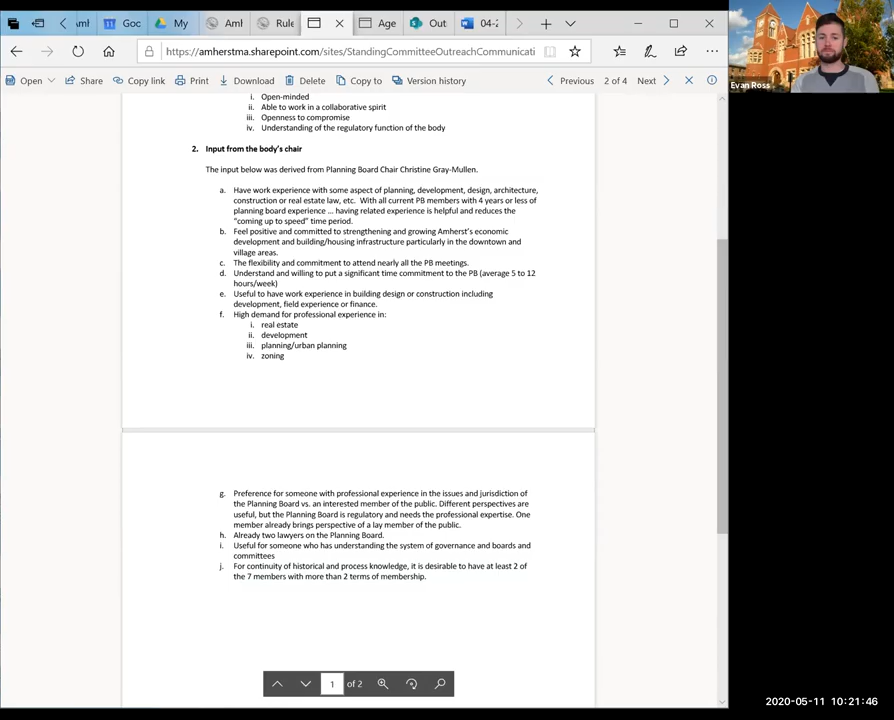 Amh
Goc
My
Amh
Rule
Age
Out
04-2
https://amherstma.sharepoint.com/sites/StandingCommitteeOutreachCommunicati
Open
Share
Copy link
Print
Download
Delete
Copy to
Version history
Previous
2 of 4
Next
Evan Ross
i. Open-minded
ii. Able to work in a collaborative spirit
iii. Openness to compromise
iv. Understanding of the regulatory function of the body
2. Input from the body's chair
The input below was derived from Planning Board Chair Christine Gray-Mullen.
a. Have work experience with some aspect of planning, development, design, architecture,
construction or real estate law, etc. With all current PB members with 4 years or less of
planning board experience … having related experience is helpful and reduces the
"coming up to speed" time period.
b. Feel positive and committed to strengthening and growing Amherst's economic
development and building/housing infrastructure particularly in the downtown and
village areas.
c. The flexibility and commitment to attend nearly all the PB meetings.
d. Understand and willing to put a significant time commitment to the PB (average 5 to 12
hours/week)
e. Useful to have work experience in building design or construction including
development, field experience or finance.
f. High demand for professional experience in:
i. real estate
ii. development
iii. planning/urban planning
iv. zoning
g. Preference for someone with professional experience in the issues and jurisdiction of
the Planning Board vs. an interested member of the public. Different perspectives are
useful, but the Planning Board is regulatory and needs the professional expertise. One
member already brings perspective of a lay member of the public.
h. Already two lawyers on the Planning Board.
i. Useful for someone who has understanding the system of governance and boards and
committees
j. For continuity of historical and process knowledge, it is desirable to have at least 2 of
the 7 members with more than 2 terms of membership.
1 of 2
2020-05-11 10:21:46